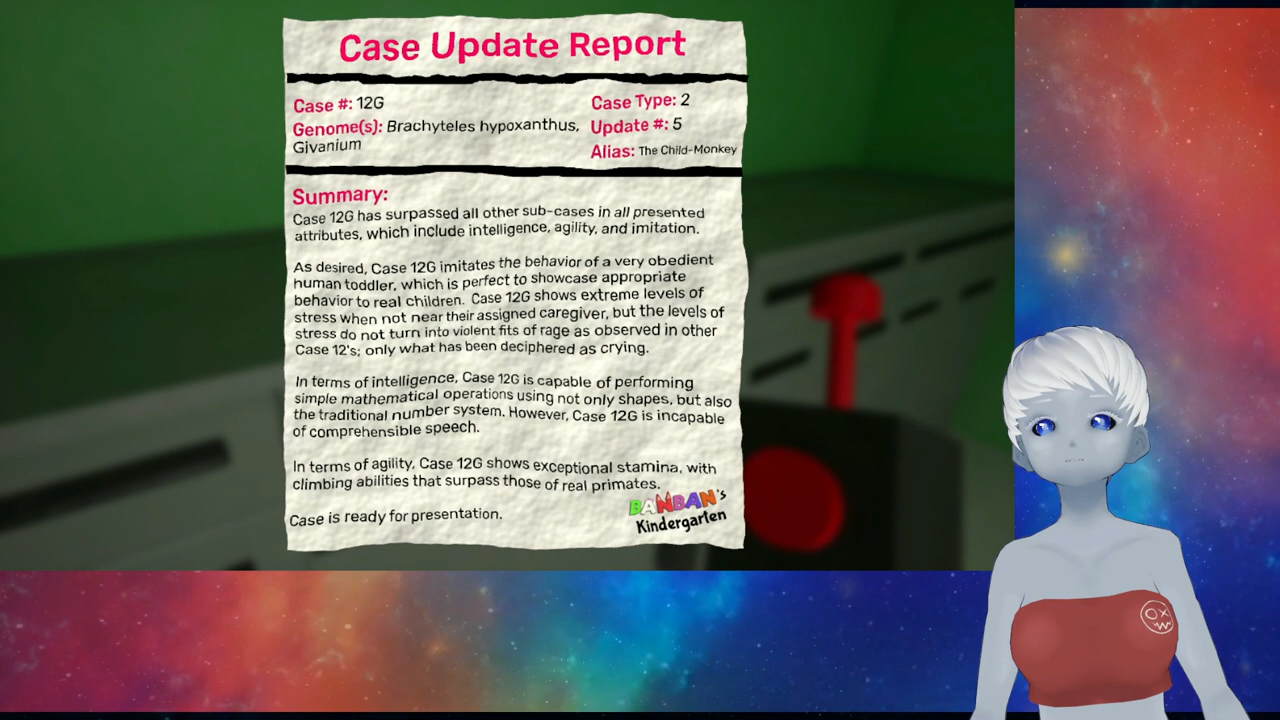 Case Update Report
Case #: 12G
Case Type: 2
Genome(s): Brachyteles hypoxanthus,
Givanium
Update #: 5
Alias: The Child-Monkey
Summary:
Case 12G has surpassed all other sub-cases in all presented
attributes, which include intelligence, agility, and imitation.
As desired, Case 12G imitates the behavior of a very obedient
human toddler, which is perfect to showcase appropriate
behavior to real children. Case 12G shows extreme levels of
stress when not near their assigned caregiver, but the levels of
stress do not turn into violent fits of rage as observed in other
Case 12's; only what has been deciphered as crying.
In terms of intelligence, Case 12G is capable of performing
simple mathematical operations using not only shapes, but also
the traditional number system. However, Case 12G is incapable
of comprehensible speech.
In terms of agility, Case 12G shows exceptional stamina, with
climbing abilities that surpass those of real primates.
Case is ready for presentation.
BANBAN's
Kindergarten